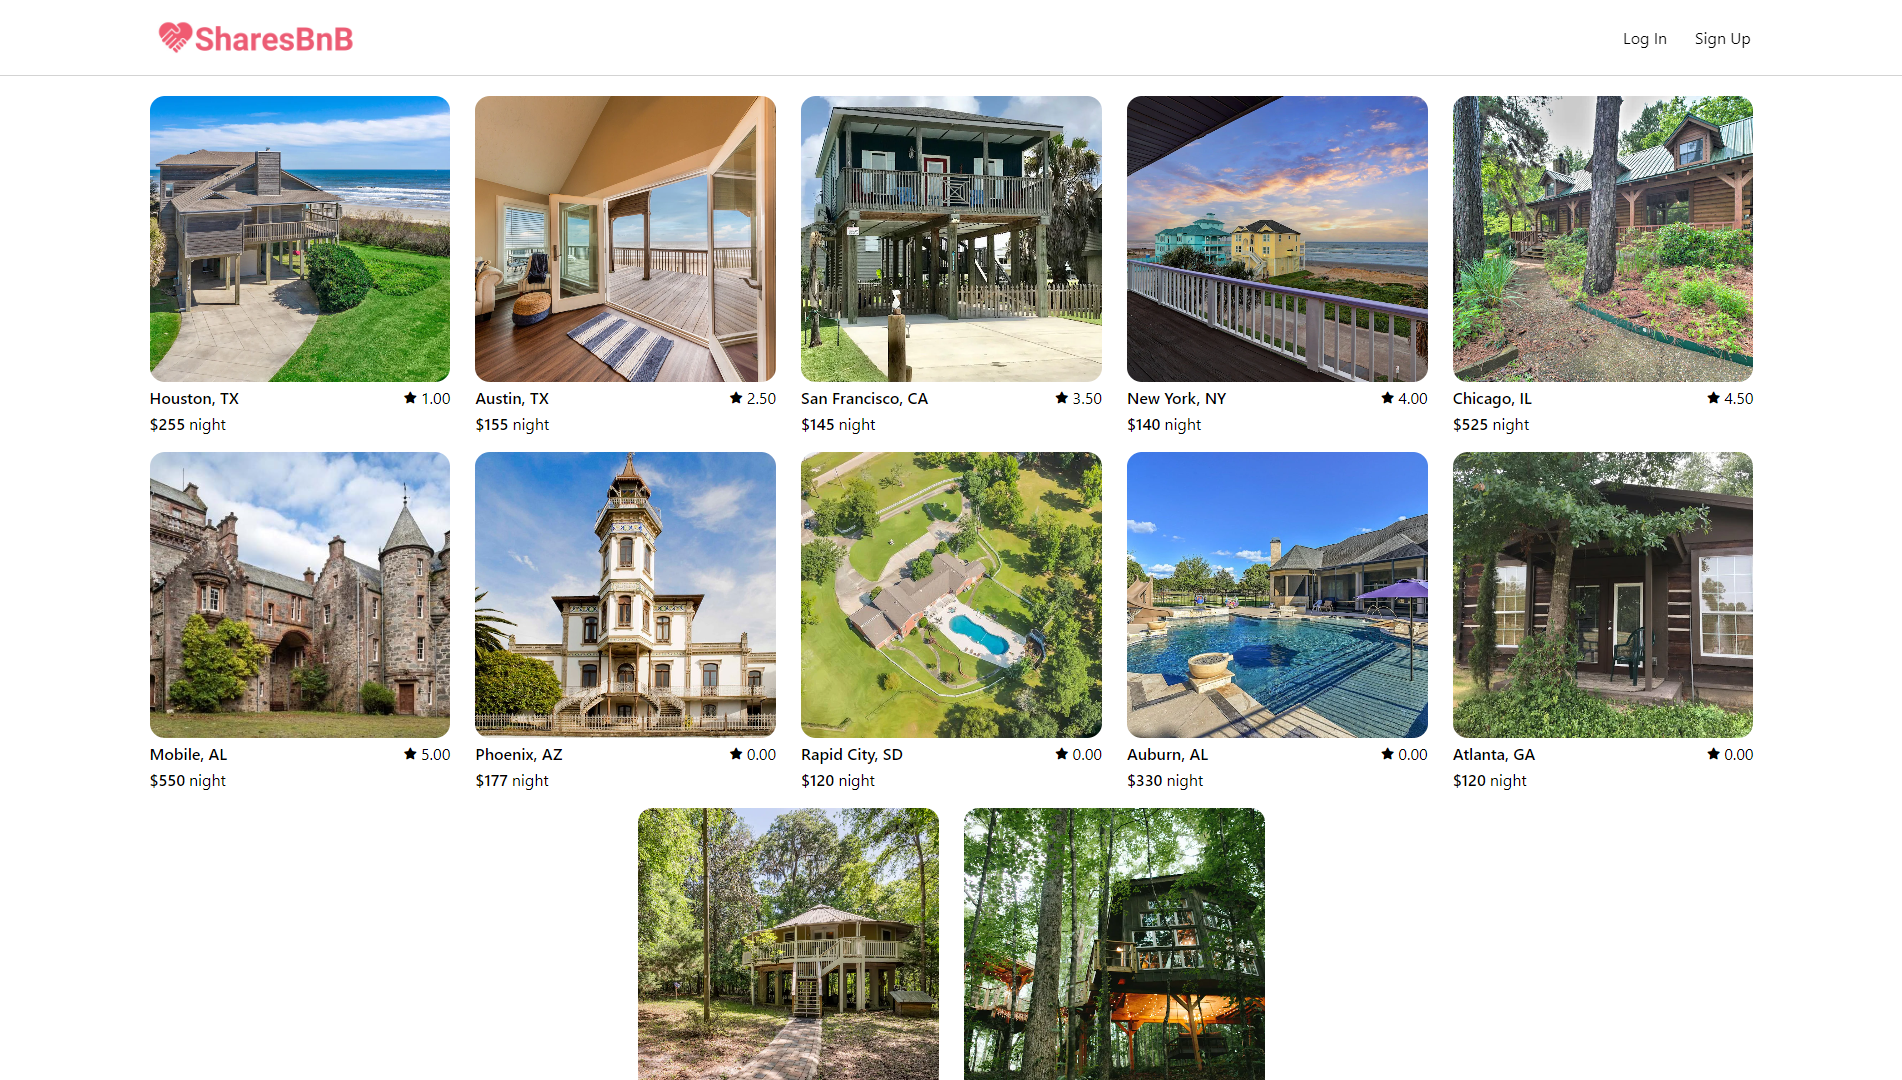 SharesBnB
Log In
Sign Up
Houston, TX
★ 1.00
$255 night
Austin, TX
★ 2.50
$155 night
San Francisco, CA
★ 3.50
$145 night
New York, NY
★ 4.00
$140 night
Chicago, IL
★ 4.50
$525 night
Mobile, AL
★ 5.00
$550 night
Phoenix, AZ
★ 0.00
$177 night
Rapid City, SD
★ 0.00
$120 night
Auburn, AL
★ 0.00
$330 night
Atlanta, GA
★ 0.00
$120 night